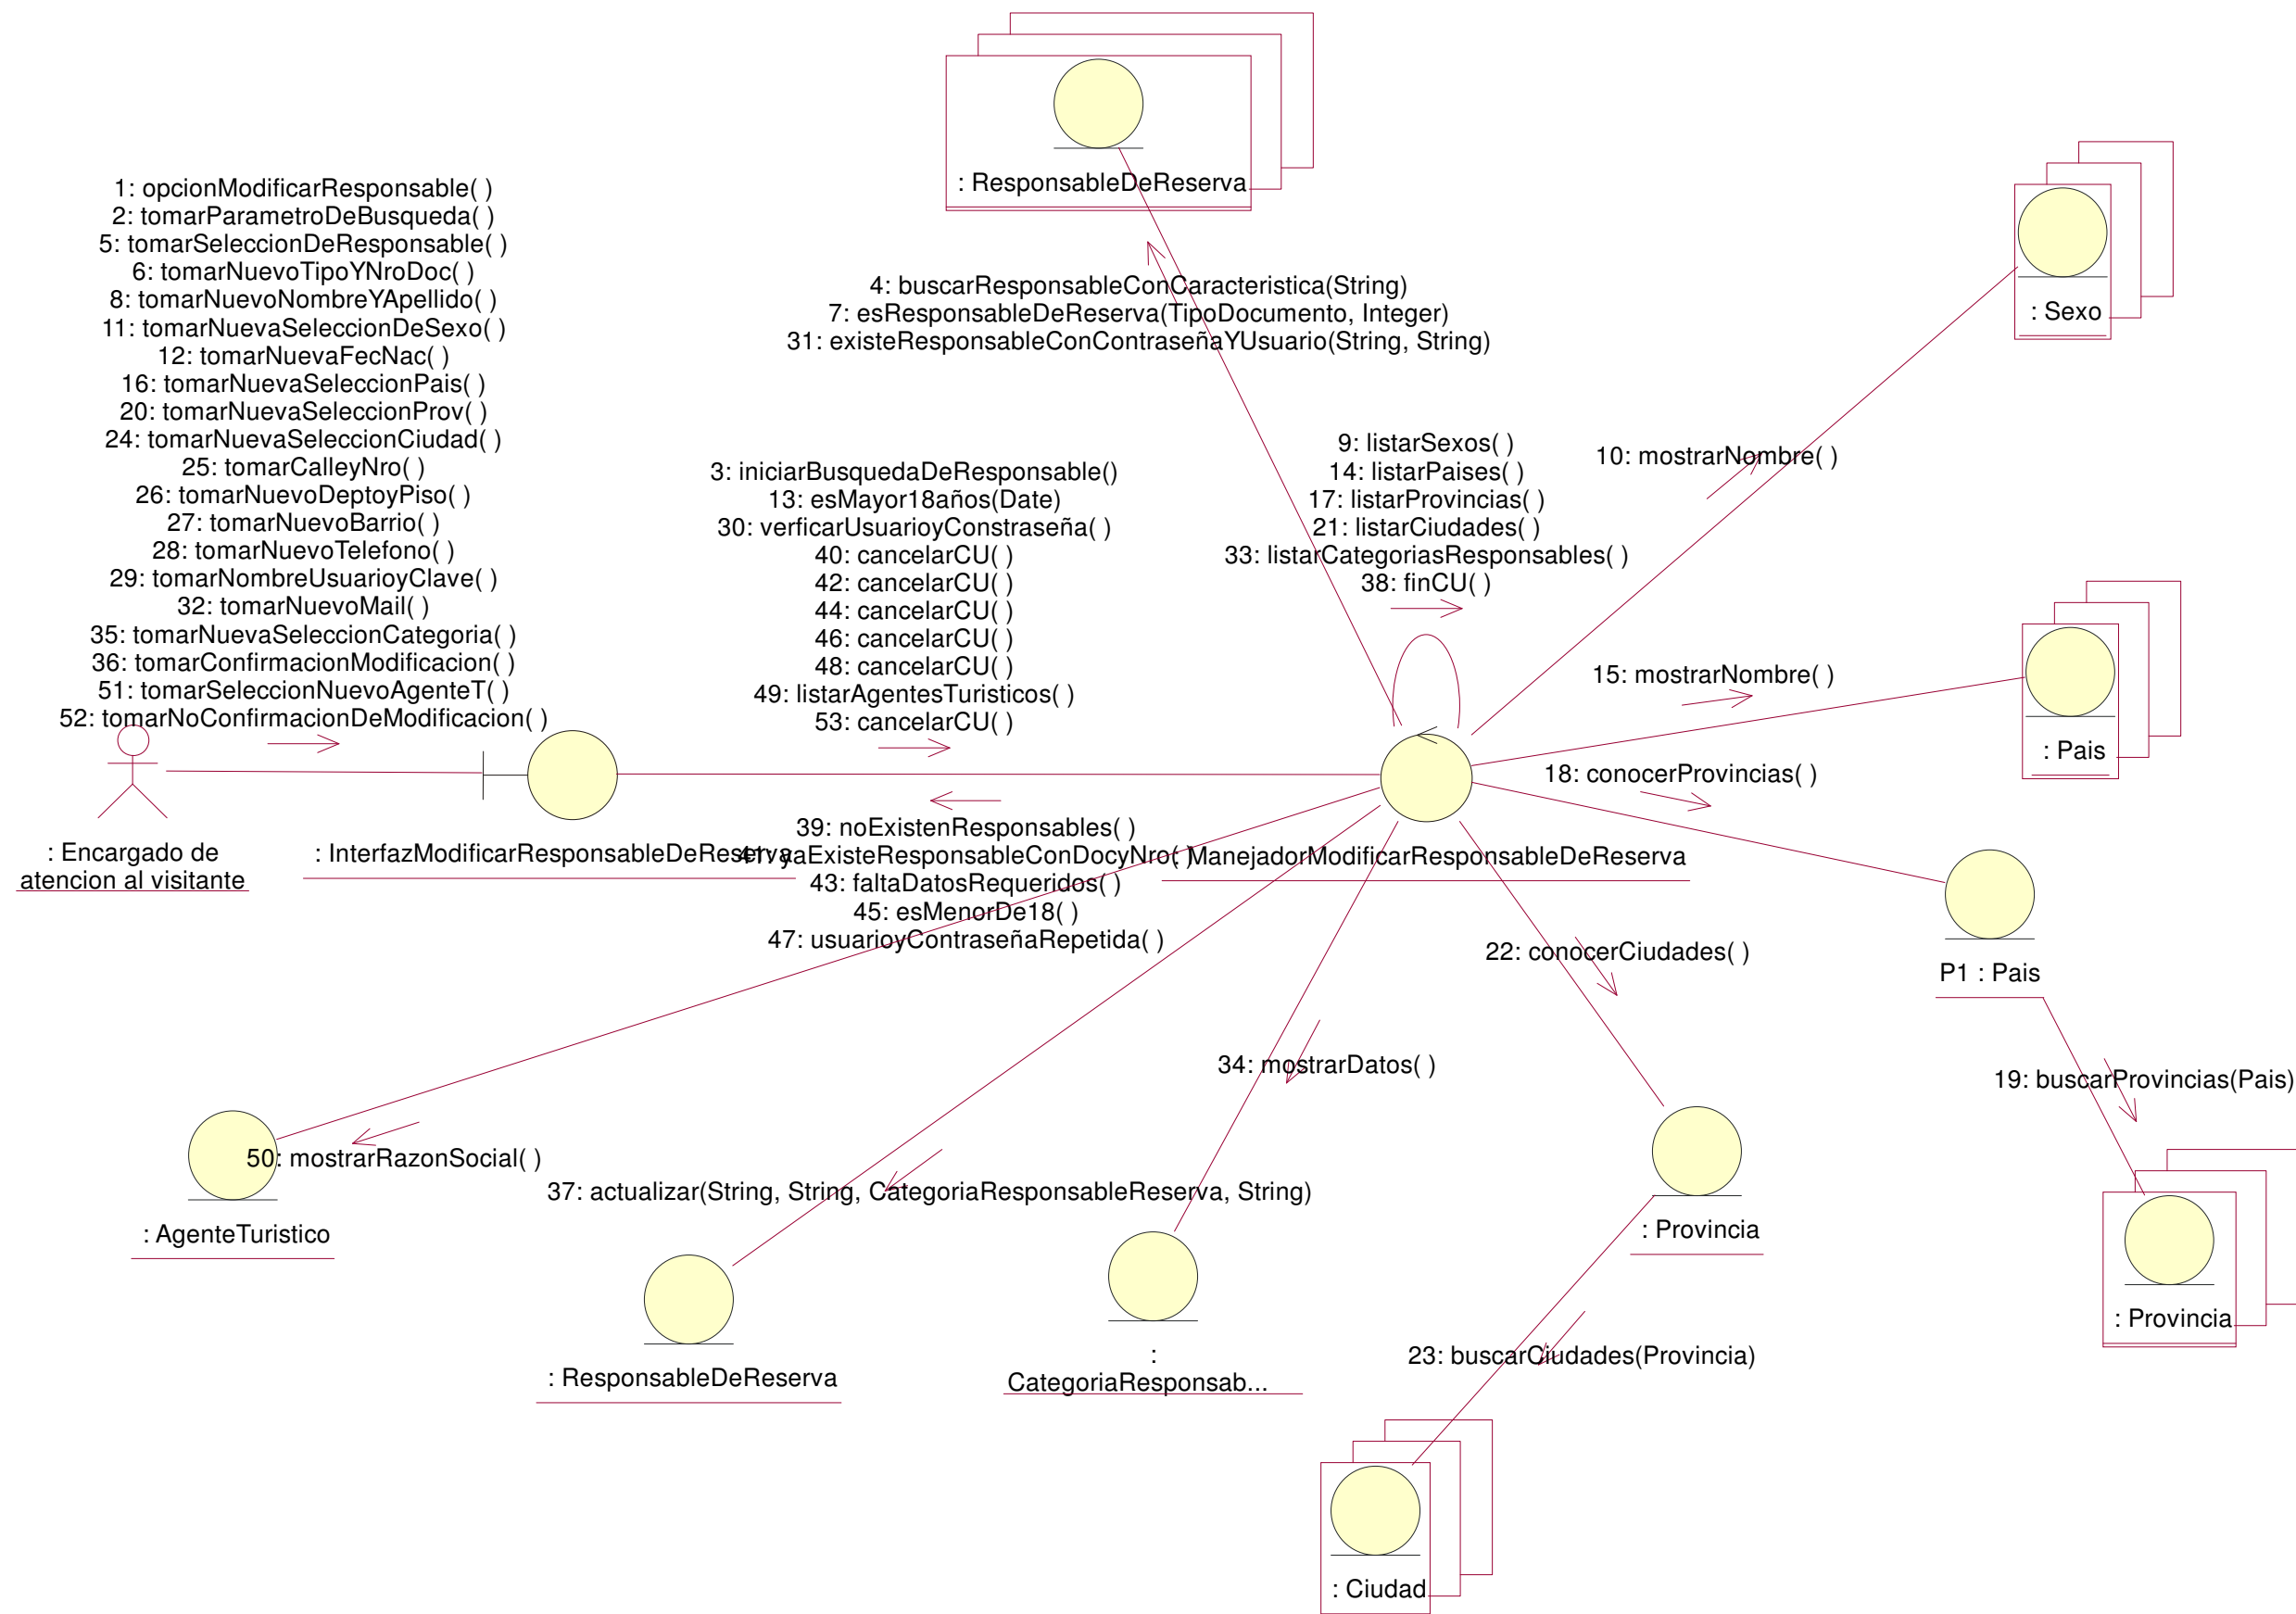 : ResponsableDeReserva
: Sexo
1: opcionModificarResponsable( )
2: tomarParametroDeBusqueda( )
5: tomarSeleccionDeResponsable( )
6: tomarNuevoTipoYNroDoc( )
8: tomarNuevoNombreYApellido( )
11: tomarNuevaSeleccionDeSexo( )
12: tomarNuevaFecNac( )
16: tomarNuevaSeleccionPais( )
20: tomarNuevaSeleccionProv( )
24: tomarNuevaSeleccionCiudad( )
25: tomarCalleyNro( )
26: tomarNuevoDeptoyPiso( )
27: tomarNuevoBarrio( )
28: tomarNuevoTelefono( )
29: tomarNombreUsuarioyClave( )
32: tomarNuevoMail( )
35: tomarNuevaSeleccionCategoria( )
36: tomarConfirmacionModificacion( )
51: tomarSeleccionNuevoAgenteT( )
52: tomarNoConfirmacionDeModificacion( )
4: buscarResponsableConCaracteristica(String)
7: esResponsableDeReserva(TipoDocumento, Integer)
31: existeResponsableConContraseñaYUsuario(String, String)
3: iniciarBusquedaDeResponsable()
13: esMayor18años(Date)
30: verficarUsuarioyConstraseña( )
40: cancelarCU( )
42: cancelarCU( )
44: cancelarCU( )
46: cancelarCU( )
48: cancelarCU( )
49: listarAgentesTuristicos( )
53: cancelarCU( )
9: listarSexos( )
14: listarPaises( )
17: listarProvincias( )
21: listarCiudades( )
33: listarCategoriasResponsables( )
38: finCU( )
10: mostrarNombre( )
15: mostrarNombre( )
: Pais
18: conocerProvincias( )
: Encargado de
atencion al visitante
: InterfazModificarResponsableDeReserva
39: noExistenResponsables( )
41: yaExisteResponsableConDocyNro( )
43: faltaDatosRequeridos( )
45: esMenorDe18( )
47: usuarioyContraseñaRepetida( )
: ManejadorModificarResponsableDeReserva
22: conocerCiudades( )
P1 : Pais
34: mostrarDatos( )
19: buscarProvincias(Pais)
50: mostrarRazonSocial( )
: AgenteTuristico
37: actualizar(String, String, CategoriaResponsableReserva, String)
: Provincia
: Provincia
: ResponsableDeReserva
:
CategoriaResponsab...
23: buscarCiudades(Provincia)
: Ciudad